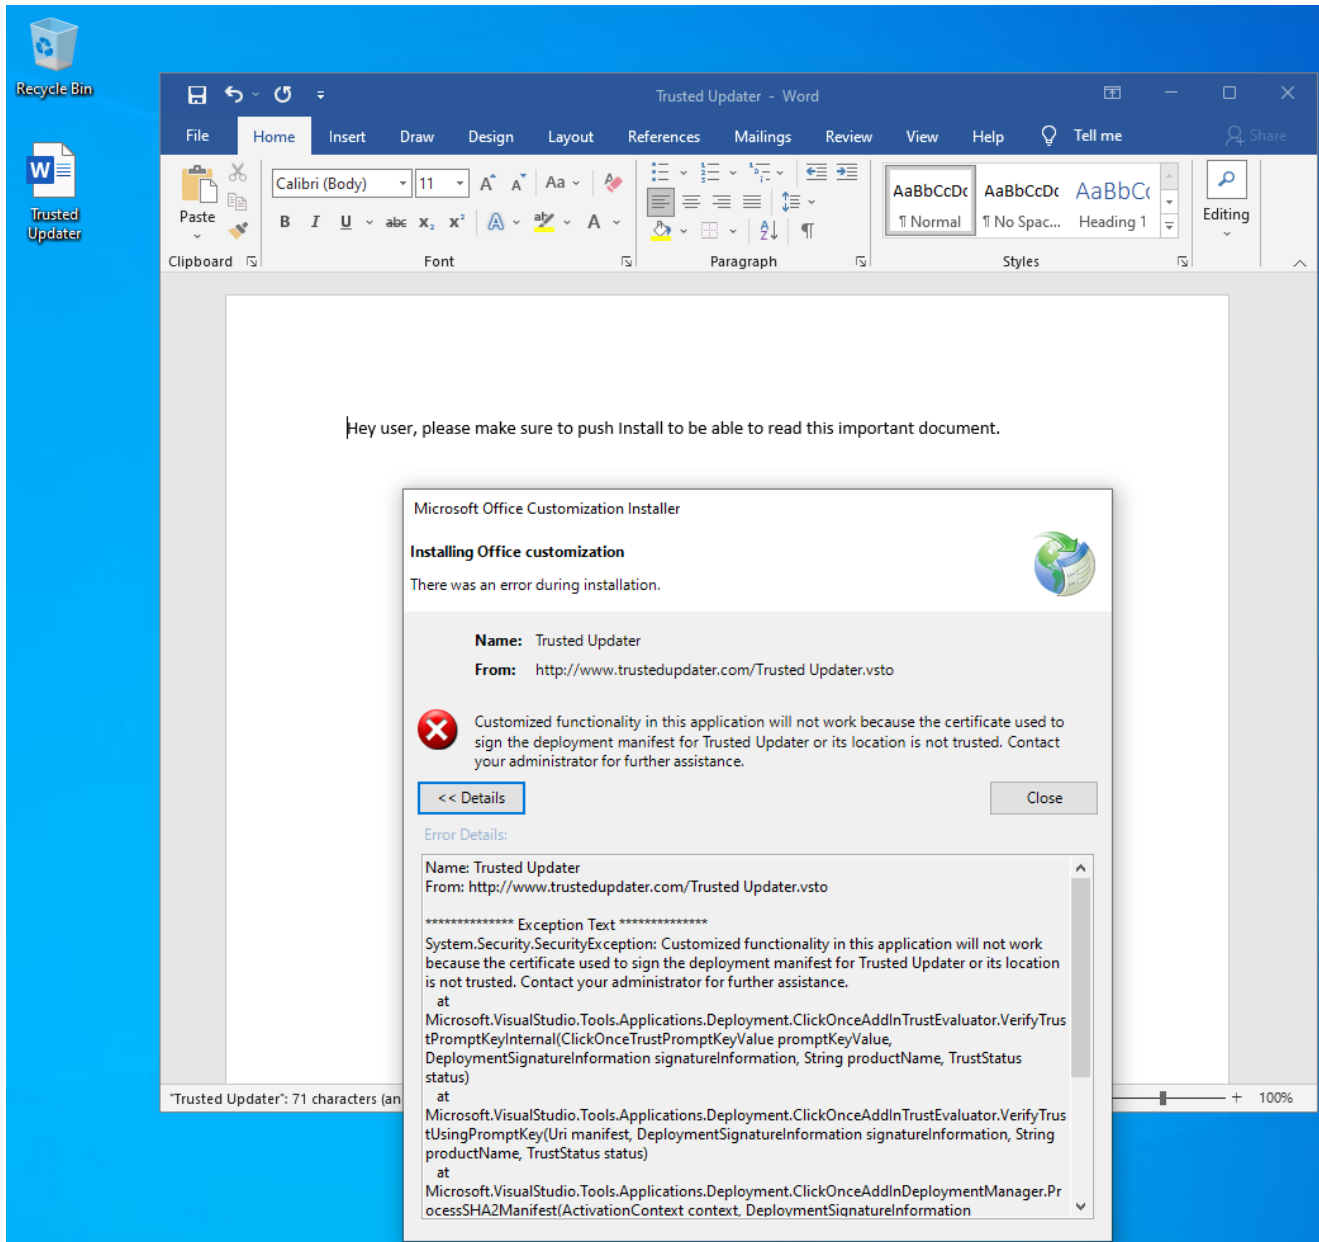 Recycle Bin
Trusted
Updater
Trusted Updater - Word
File Home Insert Draw Design Layout References Mailings Review View Help Tell me Share
Paste
Calibri (Body) 11 A A Aa A
B I U abc x₂ x² A aby A
AaBbCcDc AaBbCcDc AaBbC(
¶ Normal ¶ No Spac... Heading 1
Editing
Clipboard Font Paragraph Styles
Hey user, please make sure to push Install to be able to read this important document.
Microsoft Office Customization Installer
Installing Office customization
There was an error during installation.
Name: Trusted Updater
From: http://www.trustedupdater.com/Trusted Updater.vsto
Customized functionality in this application will not work because the certificate used to
sign the deployment manifest for Trusted Updater or its location is not trusted. Contact
your administrator for further assistance.
<< Details Close
Error Details:
Name: Trusted Updater
From: http://www.trustedupdater.com/Trusted Updater.vsto
************** Exception Text **************
System.Security.SecurityException: Customized functionality in this application will not work
because the certificate used to sign the deployment manifest for Trusted Updater or its location
is not trusted. Contact your administrator for further assistance.
at
Microsoft.VisualStudio.Tools.Applications.Deployment.ClickOnceAddInTrustEvaluator.VerifyTrus
tPromptKeyInternal(ClickOnceTrustPromptKeyValue promptKeyValue,
DeploymentSignatureInformation signatureInformation, String productName, TrustStatus
status)
at
Microsoft.VisualStudio.Tools.Applications.Deployment.ClickOnceAddInTrustEvaluator.VerifyTrus
tUsingPromptKey(Uri manifest, DeploymentSignatureInformation signatureInformation, String
productName, TrustStatus status)
at
Microsoft.VisualStudio.Tools.Applications.Deployment.ClickOnceAddInDeploymentManager.Pr
ocessSHA2Manifest(ActivationContext context, DeploymentSignatureInformation
"Trusted Updater": 71 characters (an
100%